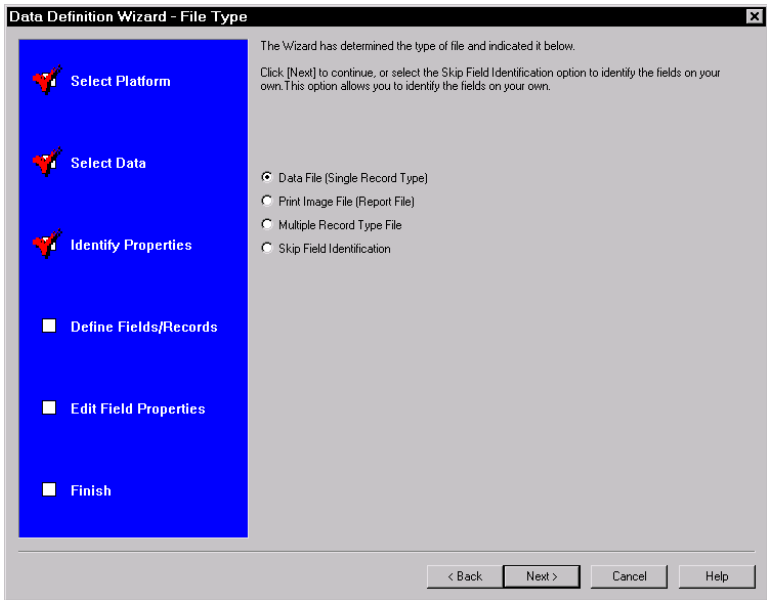 Data Definition Wizard - File Type
Select Platform
Select Data
Identify Properties
Define Fields/Records
Edit Field Properties
Finish
The Wizard has determined the type of file and indicated it below.
Click [Next] to continue, or select the Skip Field Identification option to identify the fields on your
own.This option allows you to identify the fields on your own.
Data File (Single Record Type)
Print Image File (Report File)
Multiple Record Type File
Skip Field Identification
< Back
Next >
Cancel
Help